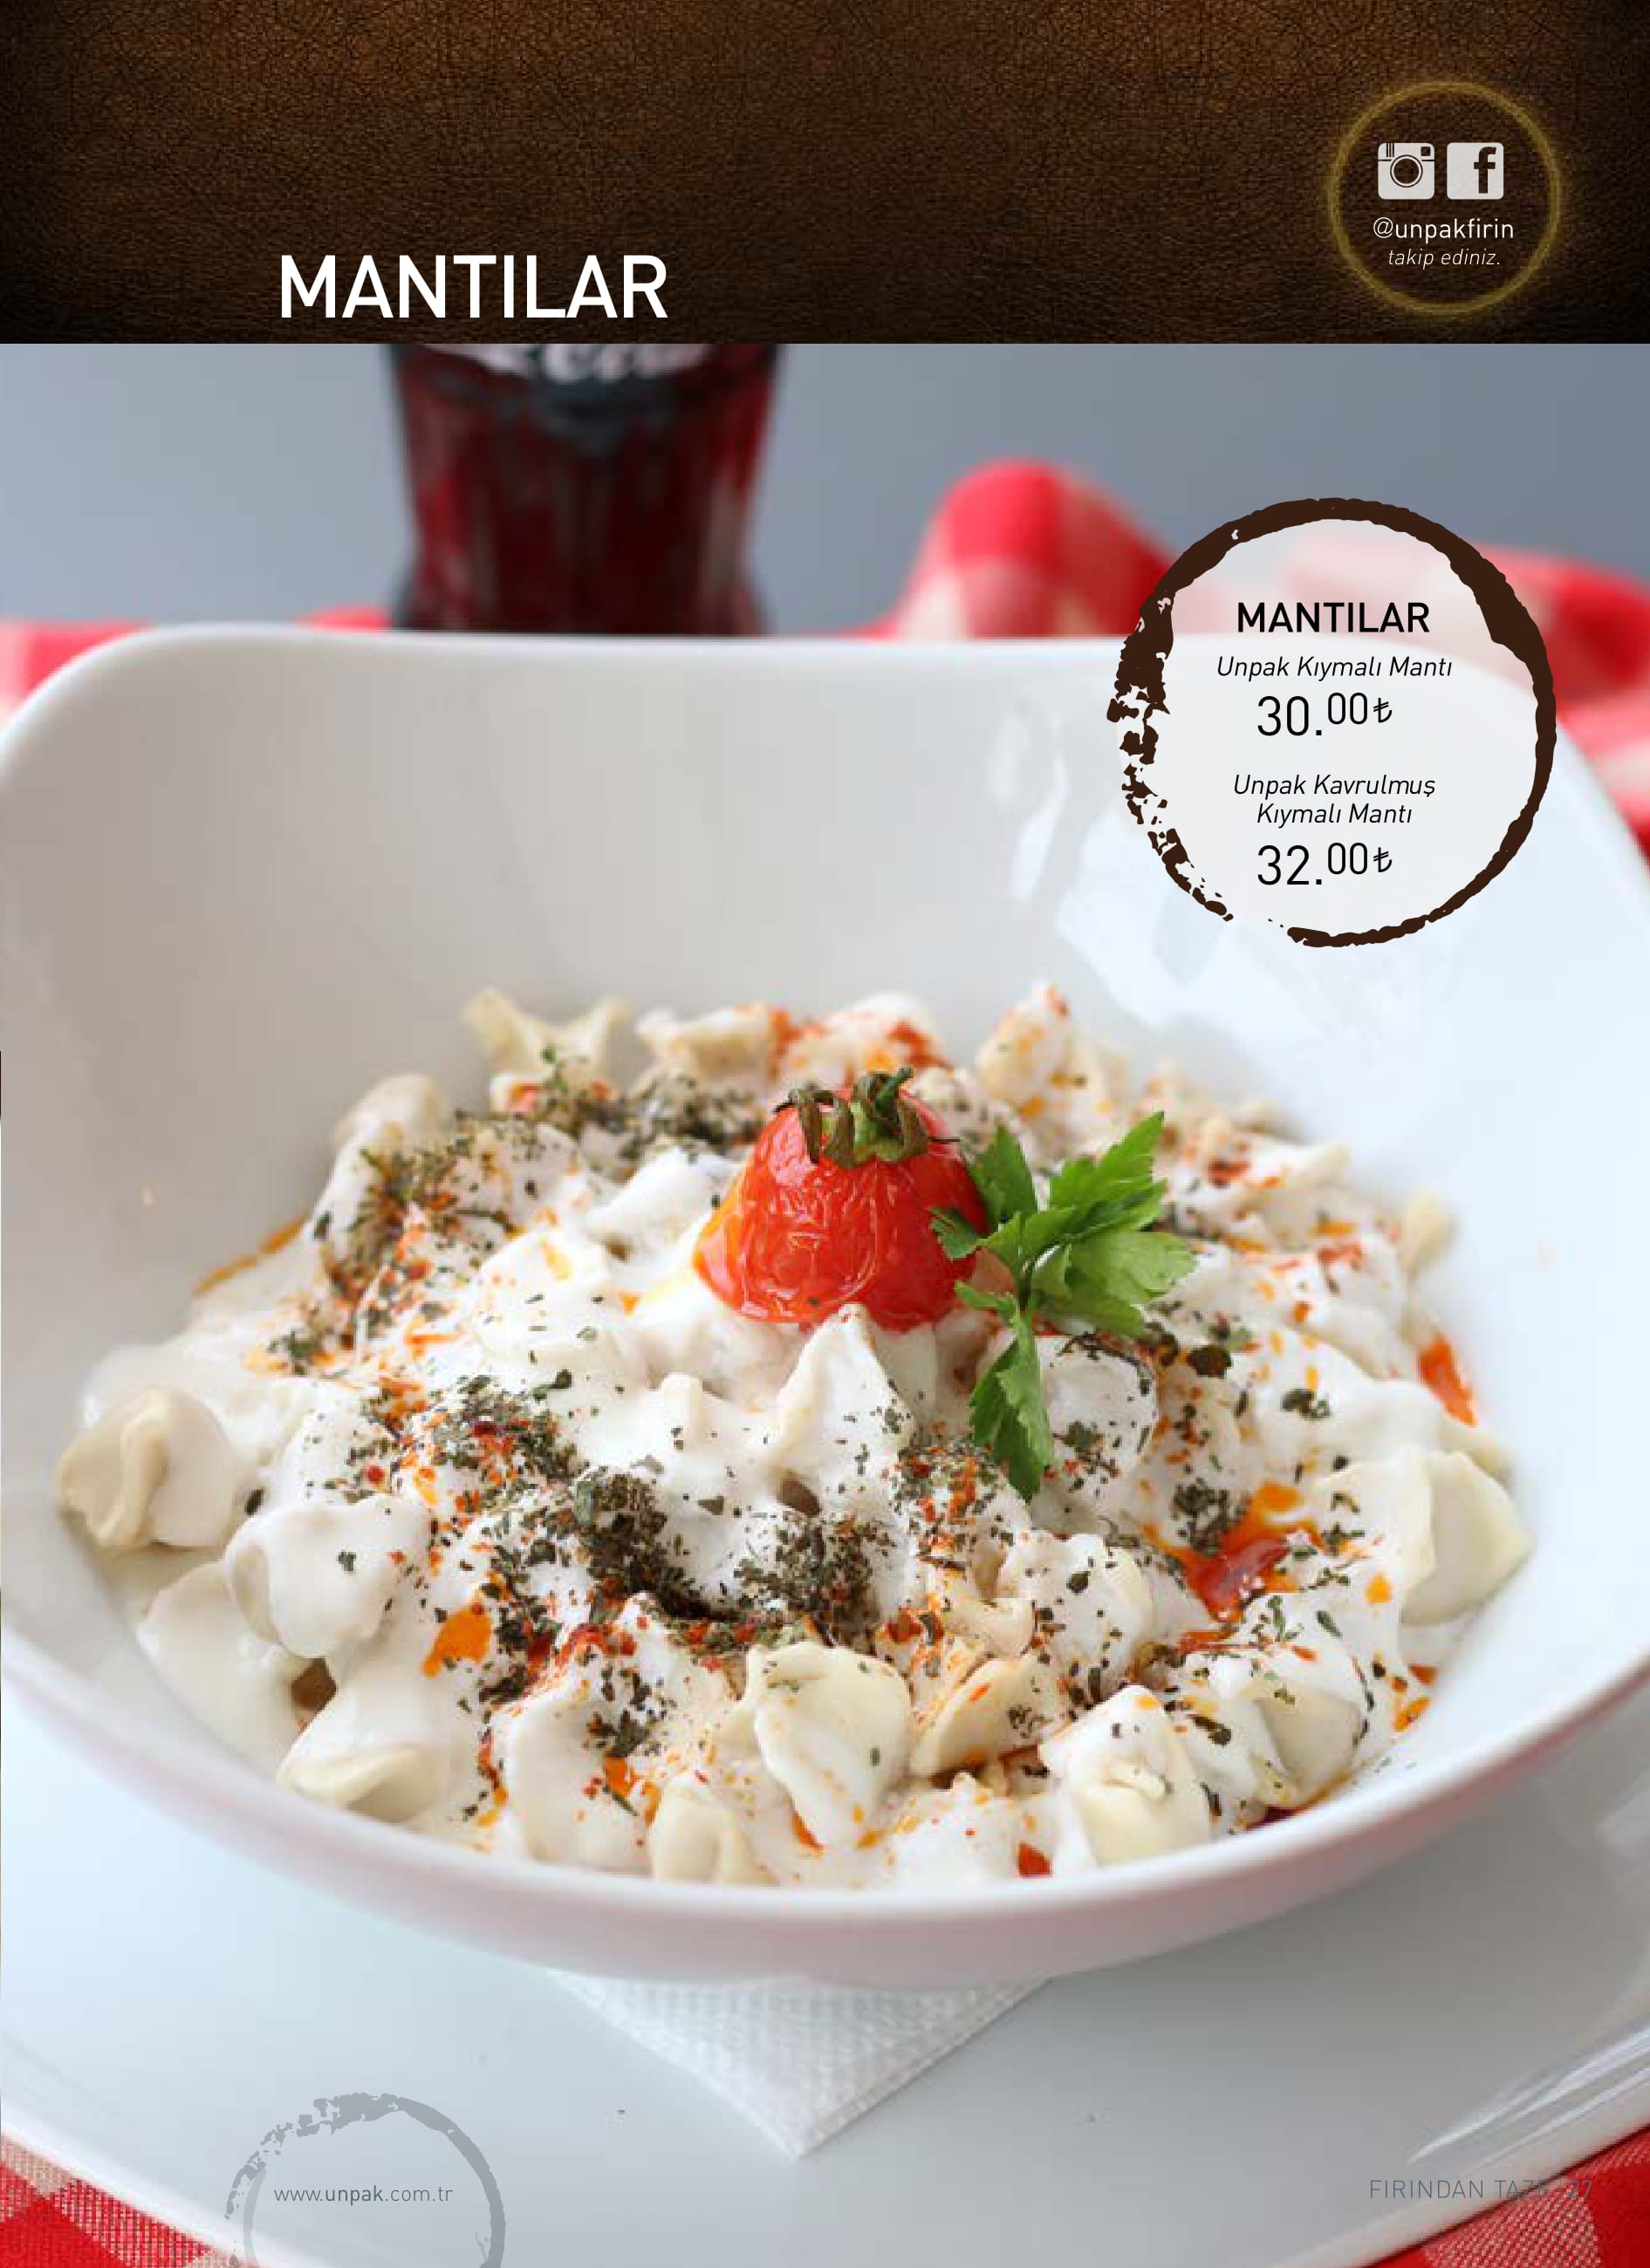 @unpakfirin
takip ediniz.
MANTILAR
MANTILAR
Unpak Kıymalı Mantı
30.00₺
Unpak Kavrulmuş
Kıymalı Mantı
32.00₺
www.unpak.com.tr
FIRINDAN TAZE 27